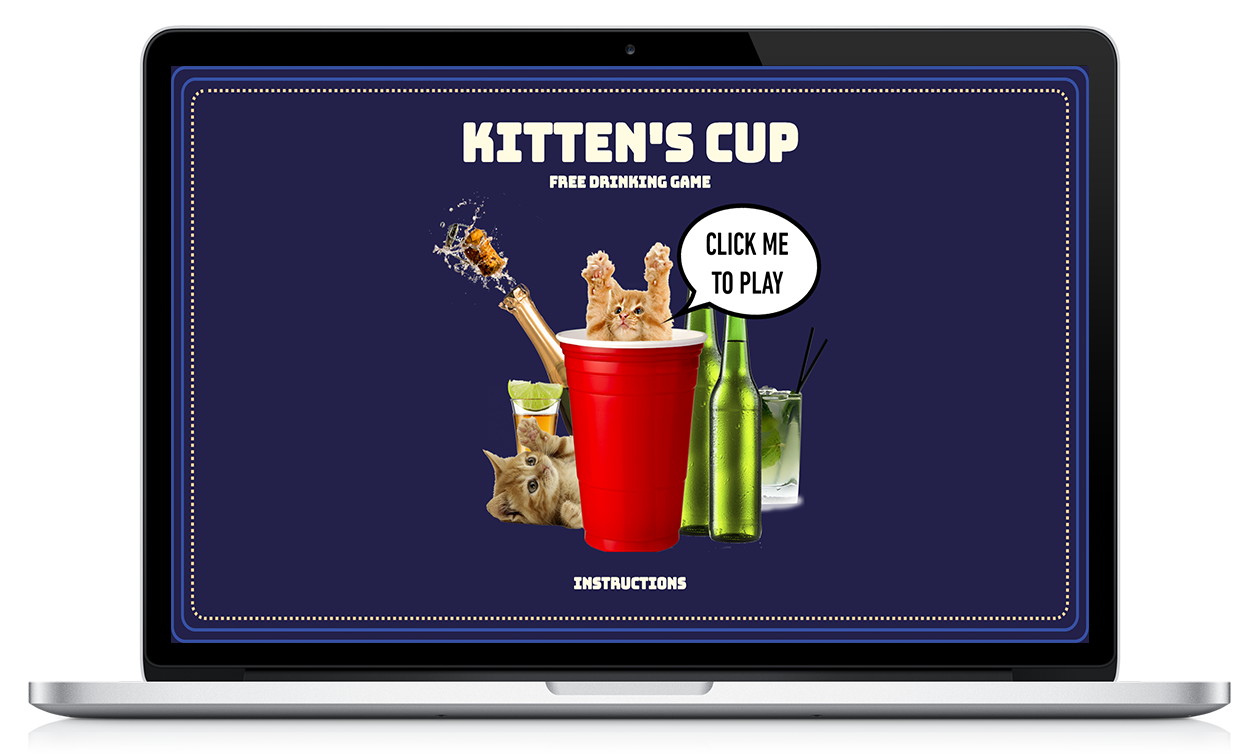 KITTEN'S CUP
FREE DRINKING GAME
CLICK ME
TO PLAY
INSTRUCTIONS